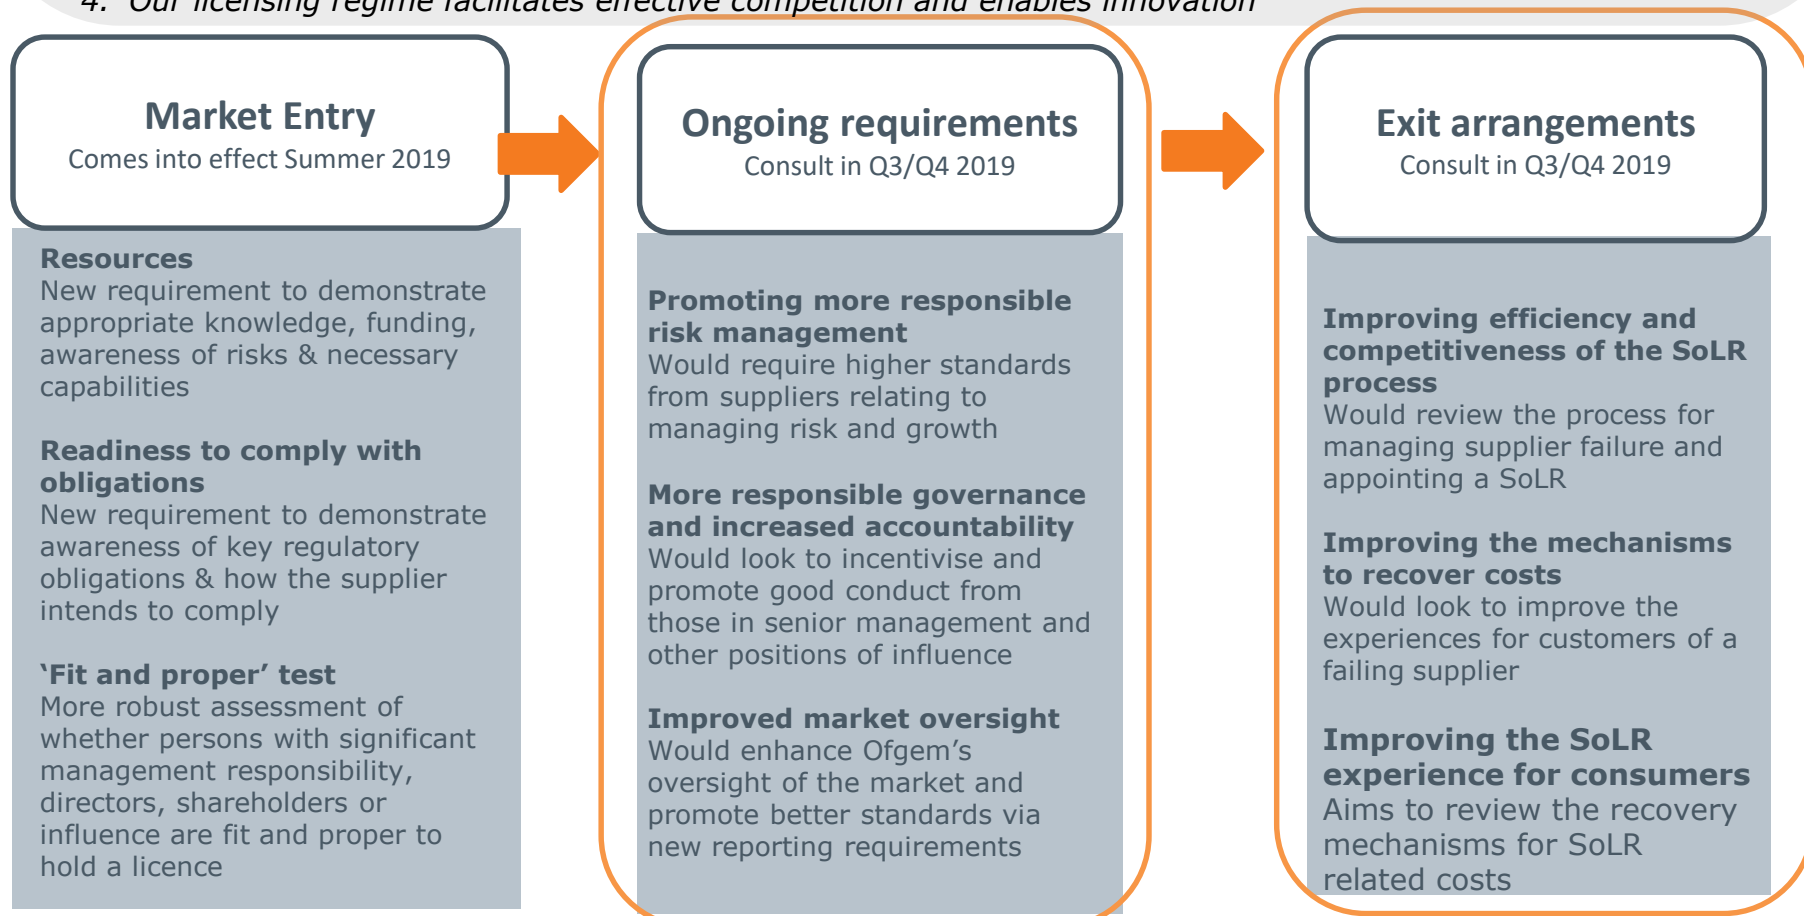 4. Our licensing regime facilitates effective competition and enables innovation
Market Entry
Comes into effect Summer 2019
Resources
New requirement to demonstrate
appropriate knowledge, funding,
awareness of risks & necessary
capabilities
Readiness to comply with
obligations
New requirement to demonstrate
awareness of key regulatory
obligations & how the supplier
intends to comply
‘Fit and proper’ test
More robust assessment of
whether persons with significant
management responsibility,
directors, shareholders or
influence are fit and proper to
hold a licence
Ongoing requirements
Consult in Q3/Q4 2019
Promoting more responsible
risk management
Would require higher standards
from suppliers relating to
managing risk and growth
More responsible governance
and increased accountability
Would look to incentivise and
promote good conduct from
those in senior management and
other positions of influence
Improved market oversight
Would enhance Ofgem’s
oversight of the market and
promote better standards via
new reporting requirements
Exit arrangements
Consult in Q3/Q4 2019
Improving efficiency and
competitiveness of the SoLR
process
Would review the process for
managing supplier failure and
appointing a SoLR
Improving the mechanisms
to recover costs
Would look to improve the
experiences for customers of a
failing supplier
Improving the SoLR
experience for consumers
Aims to review the recovery
mechanisms for SoLR
related costs